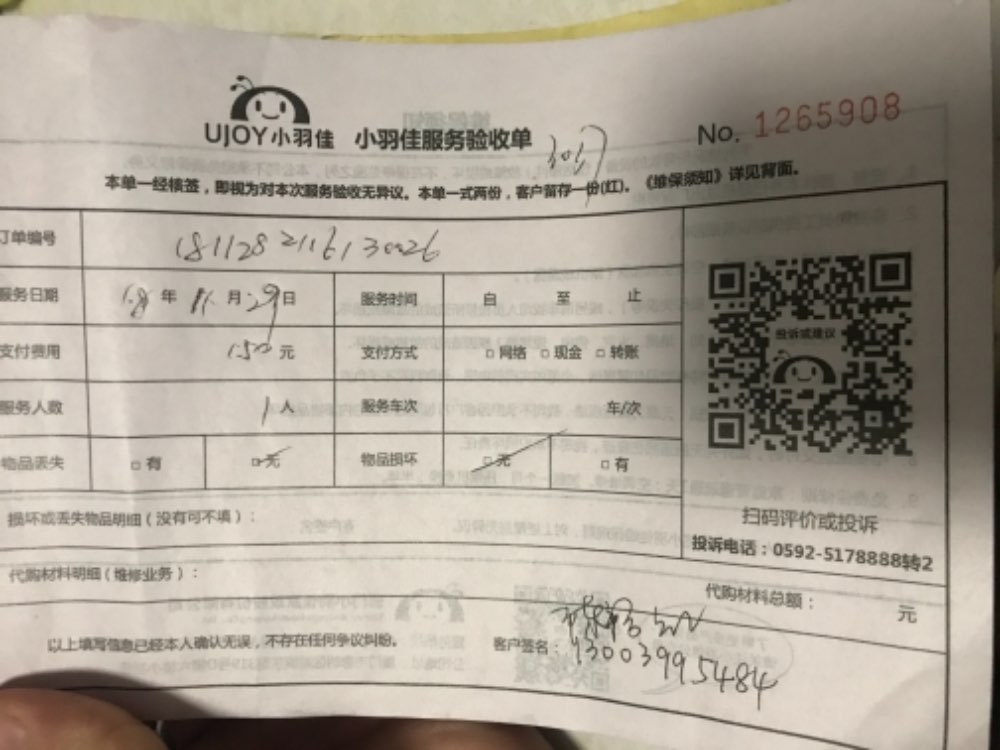 UJOY小羽佳 小羽佳服务验收单
No. 1265908
本单一经核签，即视为对本次服务验收无异议。本单一式两份，客户留存一份(红)。《维保须知》详见背面。
订单编号
服务日期 18 年 11 月 29 日 服务时间 自 至 止
支付费用 150 元 支付方式 □网络 □现金 □转账
服务人数 1 人 服务车次 车/次
物品丢失 □有 □无 物品损坏 □无 □有
投诉或建议
扫码评价或投诉
投诉电话：0592-5178888转2
损坏或丢失物品明细（没有可不填）：
代购材料明细（维修业务）：
代购材料总额： 元
以上填写信息已经本人确认无误，不存在任何争议纠纷。
客户签名：
13003995484